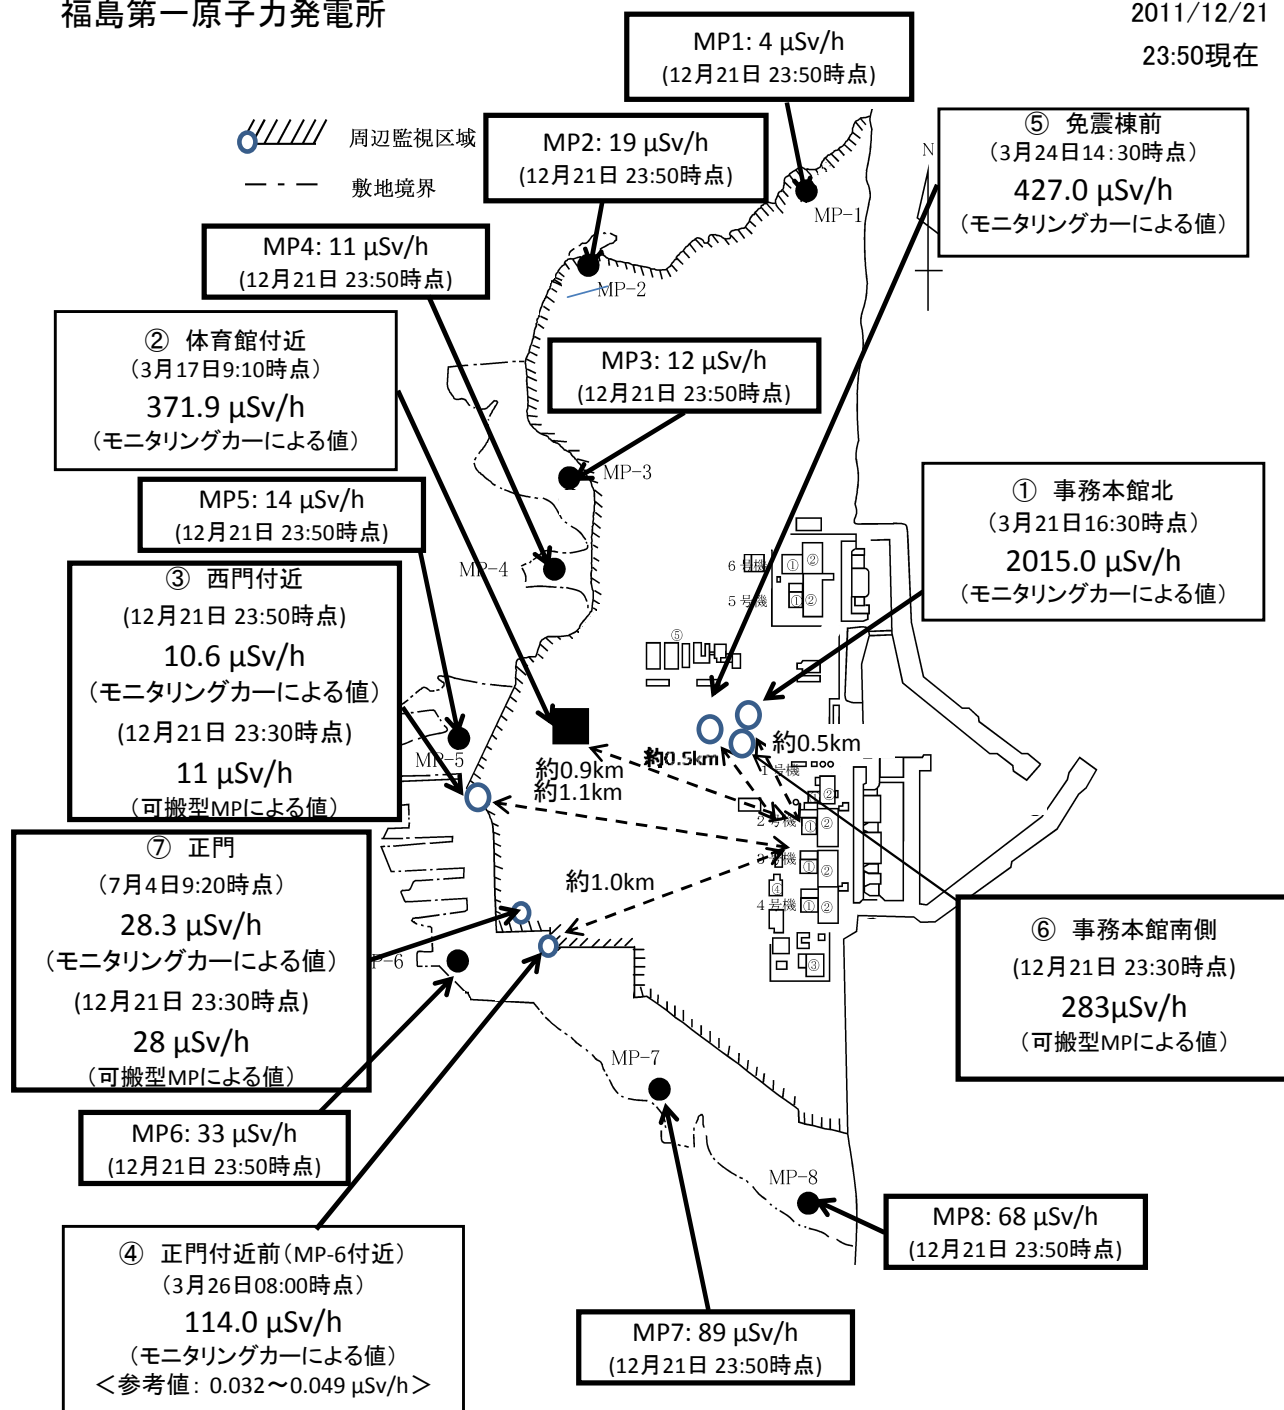 福島第一原子力発電所
2011/12/21
23:50現在
MP1: 4 μSv/h
(12月21日 23:50時点)
周辺監視区域
敷地境界
MP2: 19 μSv/h
(12月21日 23:50時点)
⑤ 免震棟前
(3月24日14:30時点)
427.0 μSv/h
(モニタリングカーによる値)
N
MP-1
MP4: 11 μSv/h
(12月21日 23:50時点)
MP-2
② 体育館付近
(3月17日9:10時点)
371.9 μSv/h
(モニタリングカーによる値)
MP3: 12 μSv/h
(12月21日 23:50時点)
MP-3
MP5: 14 μSv/h
(12月21日 23:50時点)
① 事務本館北
(3月21日16:30時点)
2015.0 μSv/h
(モニタリングカーによる値)
MP-4
6号機
① ②
5号機
① ②
③ 西門付近
(12月21日 23:50時点)
10.6 μSv/h
(モニタリングカーによる値)
(12月21日 23:30時点)
11 μSv/h
(可搬型MPによる値)
⑤
MP-5
約0.9km
約1.1km
約0.5km
約0.5km
1号機
②
2号機
① ②
3号機
① ②
④
4号機
① ②
③
⑦ 正門
(7月4日9:20時点)
28.3 μSv/h
(モニタリングカーによる値)
(12月21日 23:30時点)
28 μSv/h
(可搬型MPによる値)
約1.0km
P-6
⑥ 事務本館南側
(12月21日 23:30時点)
283μSv/h
(可搬型MPによる値)
MP-7
MP6: 33 μSv/h
(12月21日 23:50時点)
MP-8
MP8: 68 μSv/h
(12月21日 23:50時点)
④ 正門付近前(MP-6付近)
(3月26日08:00時点)
114.0 μSv/h
(モニタリングカーによる値)
<参考値: 0.032～0.049 μSv/h>
MP7: 89 μSv/h
(12月21日 23:50時点)